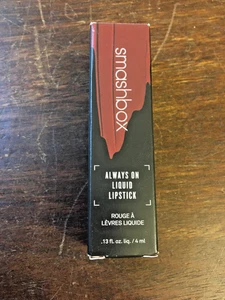 smashbox
ALWAYS ON
LIQUID
LIPSTICK
ROUGE À
LÈVRES LIQUIDE
.13 fl. oz. liq. / 4 ml